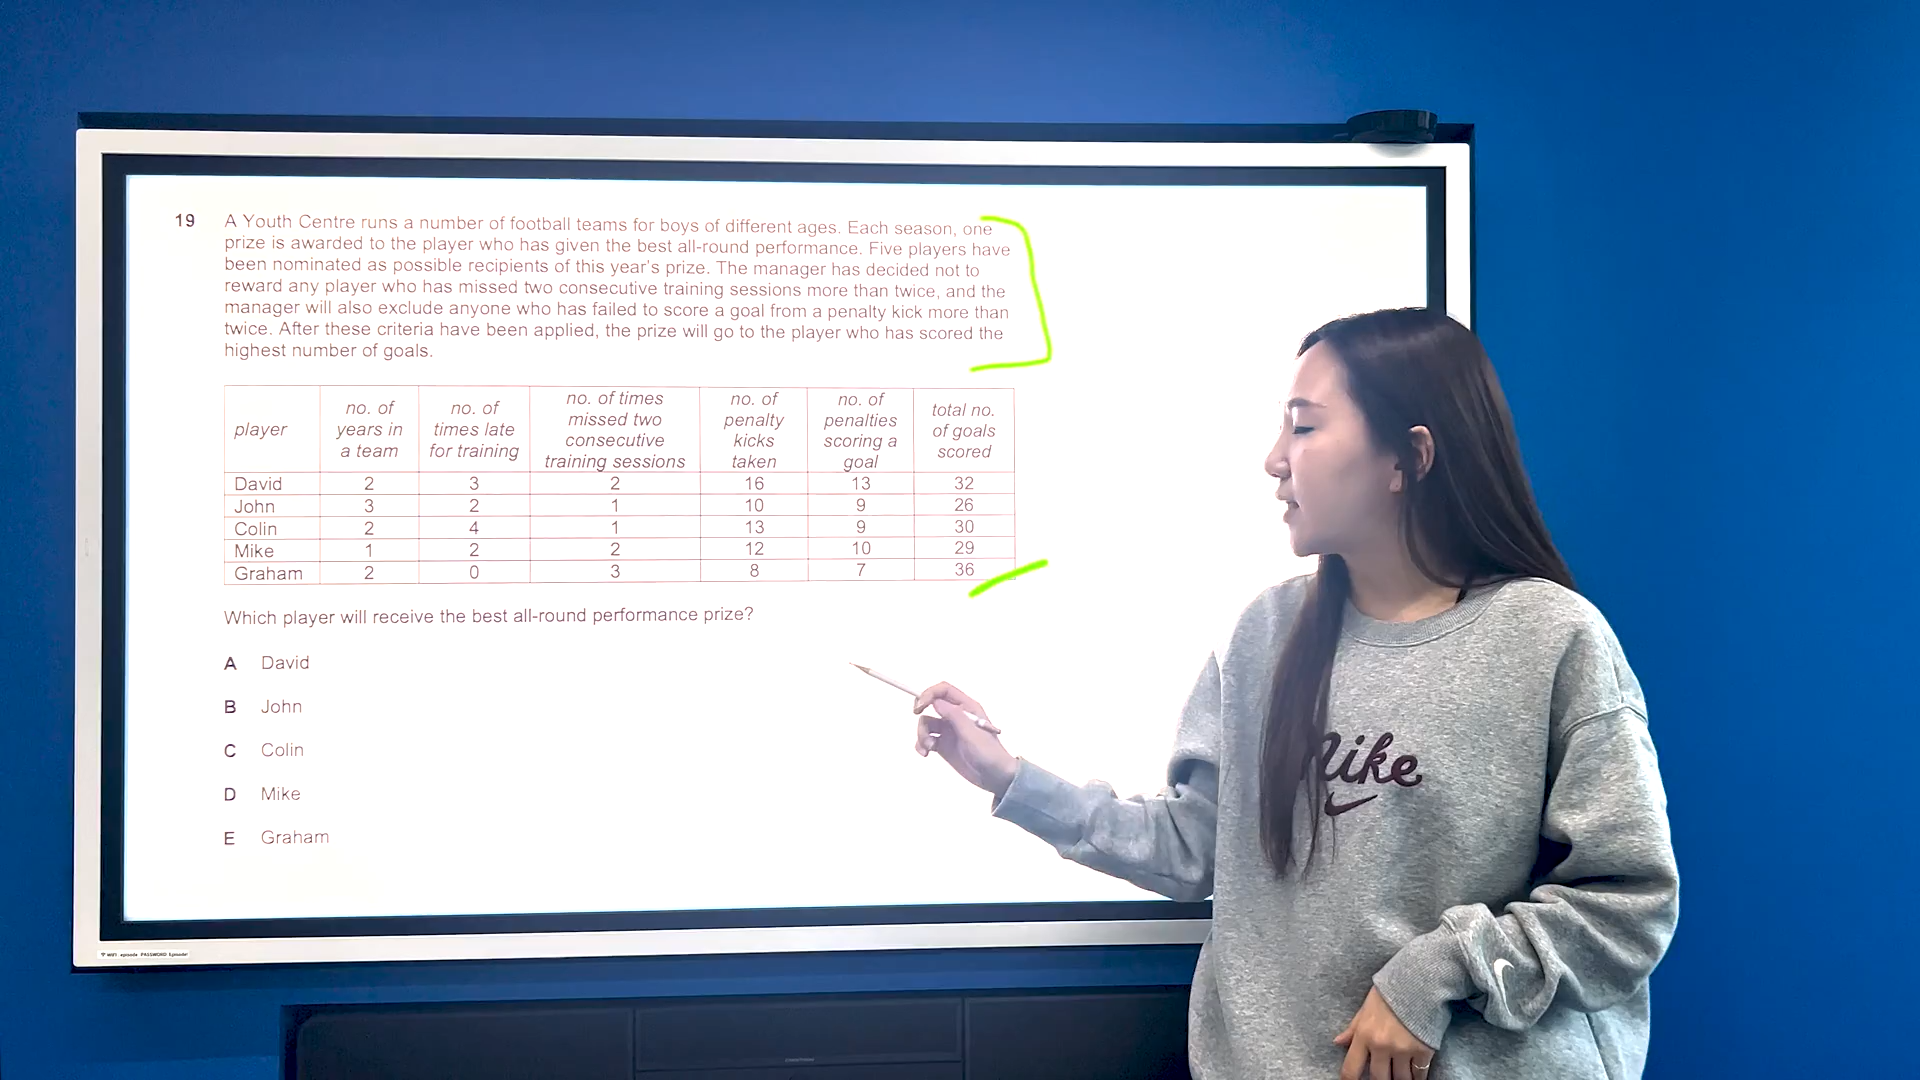 19 A Youth Centre runs a number of football teams for boys of different ages. Each season, one
prize is awarded to the player who has given the best all-round performance. Five players have
been nominated as possible recipients of this year's prize. The manager has decided not to
reward any player who has missed two consecutive training sessions more than twice, and the
manager will also exclude anyone who has failed to score a goal from a penalty kick more than
twice. After these criteria have been applied, the prize will go to the player who has scored the
highest number of goals.
player | no. of years in a team | no. of times late for training | no. of times missed two consecutive training sessions | no. of penalty kicks taken | no. of penalties scoring a goal | total no. of goals scored
David 2 3 2 16 13 32
John 3 2 1 10 9 26
Colin 2 4 1 13 9 30
Mike 1 2 2 12 10 29
Graham 2 0 3 8 7 36
Which player will receive the best all-round performance prize?
A David
B John
C Colin
D Mike
E Graham
Nike
WIFI episode PASSWORD Episode!